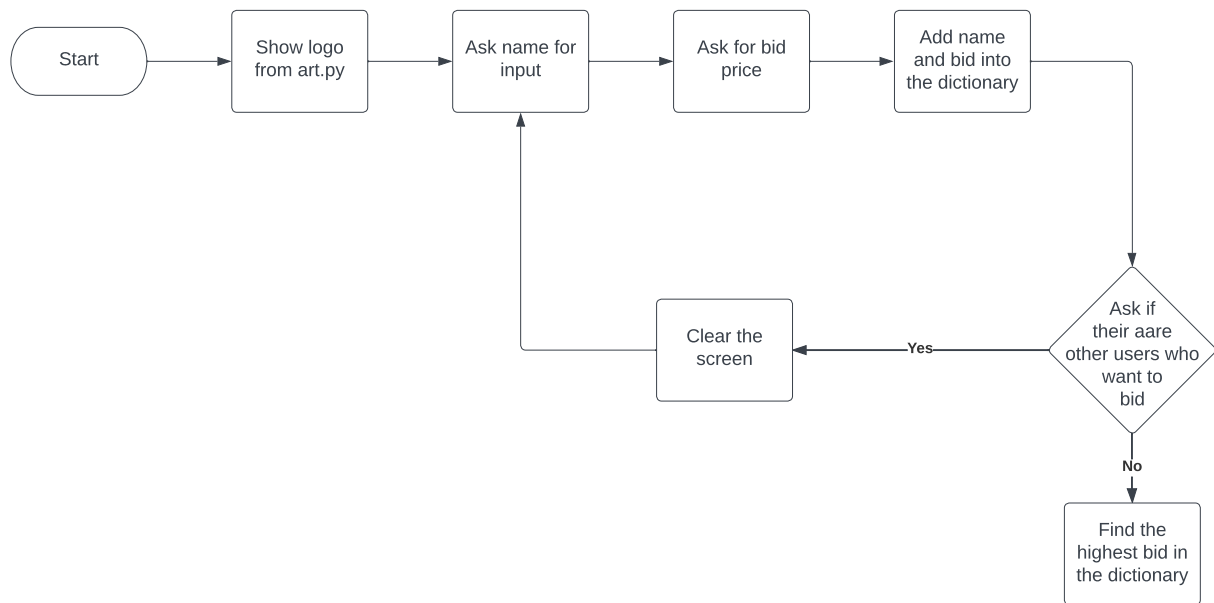 Start
Show logo
from art.py
Ask name for
input
Ask for bid
price
Add name
and bid into
the dictionary
Ask if
their aare
other users who
want to
bid
Yes
Clear the
screen
No
Find the
highest bid in
the dictionary